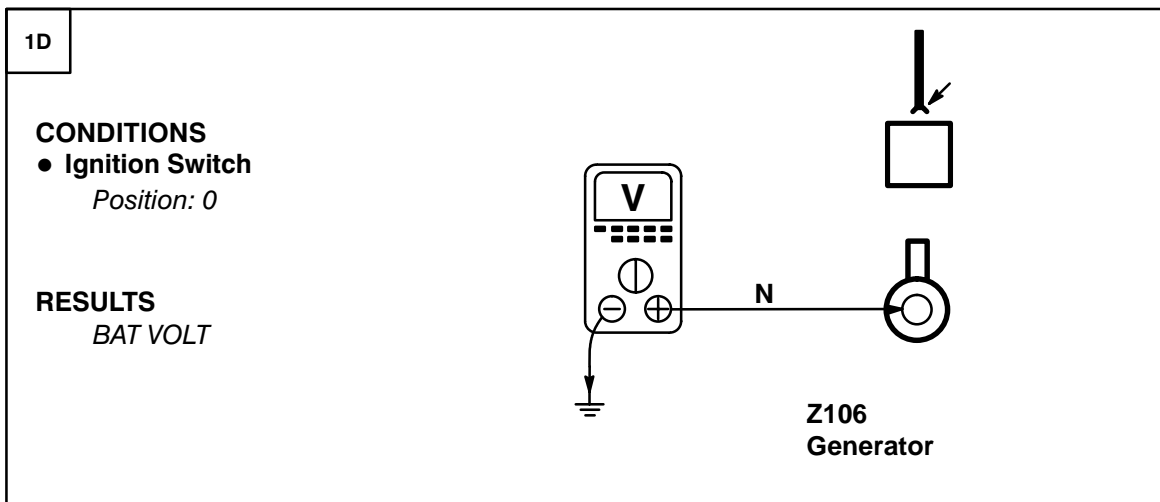 1D
CONDITIONS
● Ignition Switch
Position: 0
RESULTS
BAT VOLT
V
N
Z106
Generator